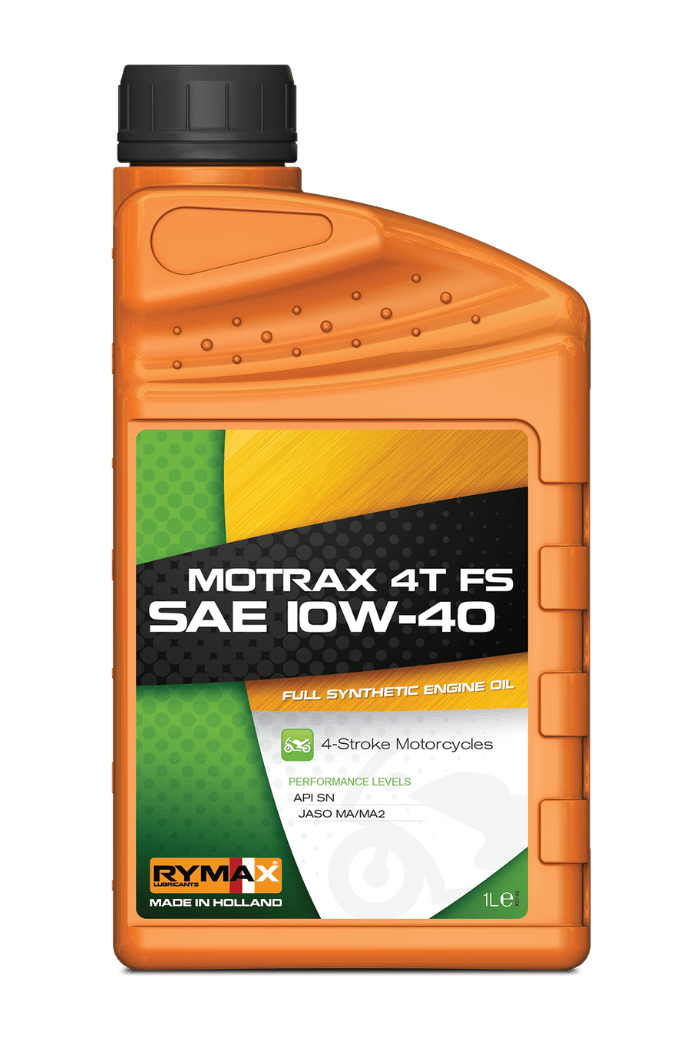 MOTRAX 4T FS
SAE 10W-40
FULL SYNTHETIC ENGINE OIL
4-Stroke Motorcycles
PERFORMANCE LEVELS
API SN
JASO MA/MA2
RYMAX®
LUBRICANTS
MADE IN HOLLAND
1L e